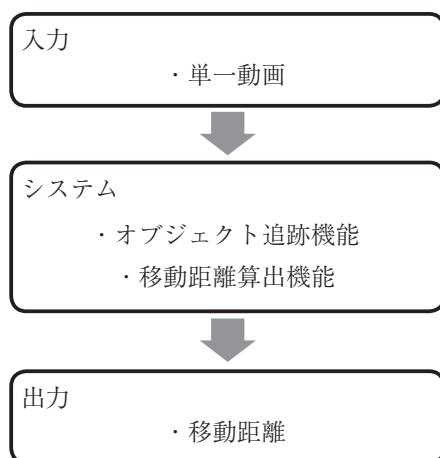 入力
・単一動画
システム
・オブジェクト追跡機能
・移動距離算出機能
出力
・移動距離